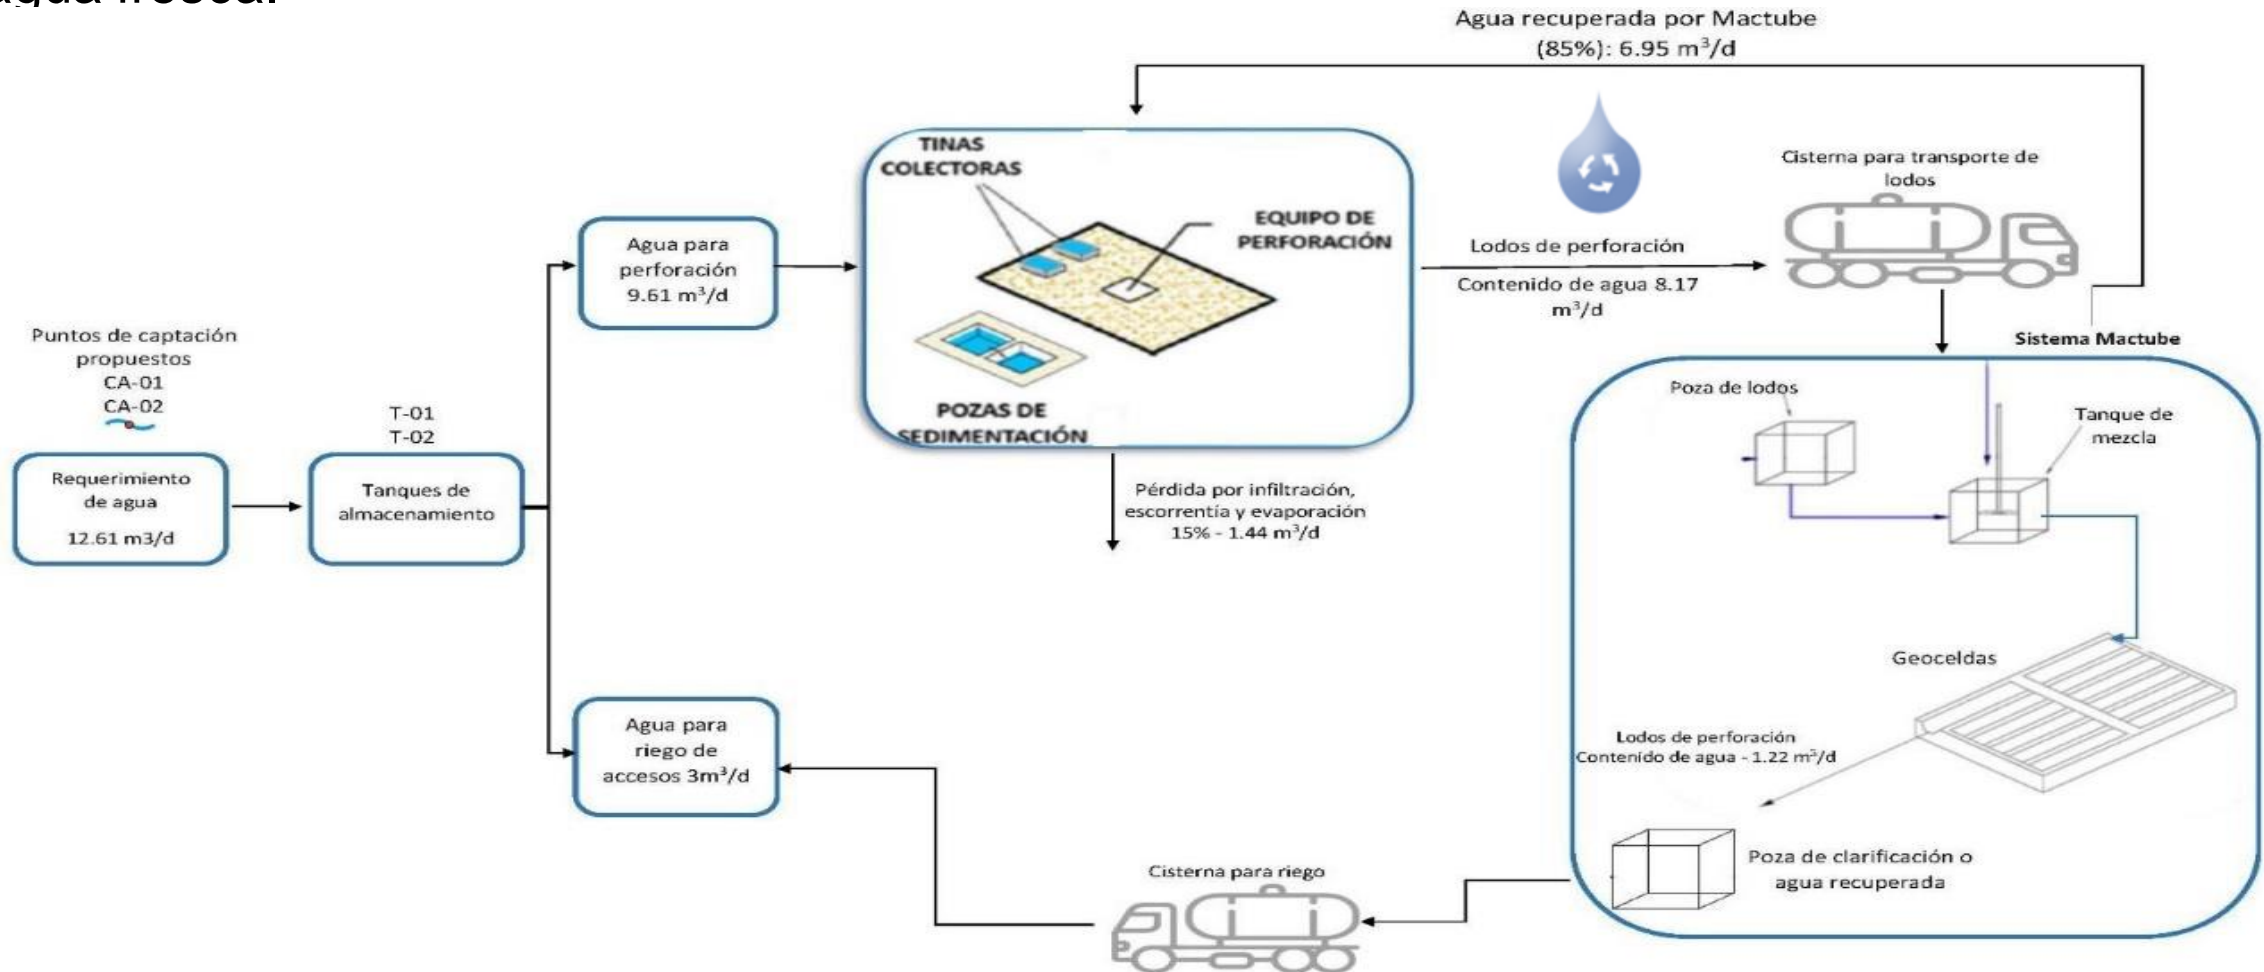 agua fresca.
Agua recuperada por Mactube
(85%): 6.95 m³/d
TINAS
COLECTORAS
EQUIPO DE
PERFORACIÓN
POZAS DE
SEDIMENTACIÓN
Cisterna para transporte de
lodos
Lodos de perforación
Contenido de agua 8.17
m³/d
Agua para
perforación
9.61 m³/d
Puntos de captación
propuestos
CA-01
CA-02
Requerimiento
de agua
12.61 m3/d
T-01
T-02
Tanques de
almacenamiento
Pérdida por infiltración,
escorrentía y evaporación
15% - 1.44 m³/d
Sistema Mactube
Poza de lodos
Tanque de
mezcla
Geoceldas
Lodos de perforación
Contenido de agua - 1.22 m³/d
Poza de clarificación o
agua recuperada
Agua para
riego de
accesos 3m³/d
Cisterna para riego